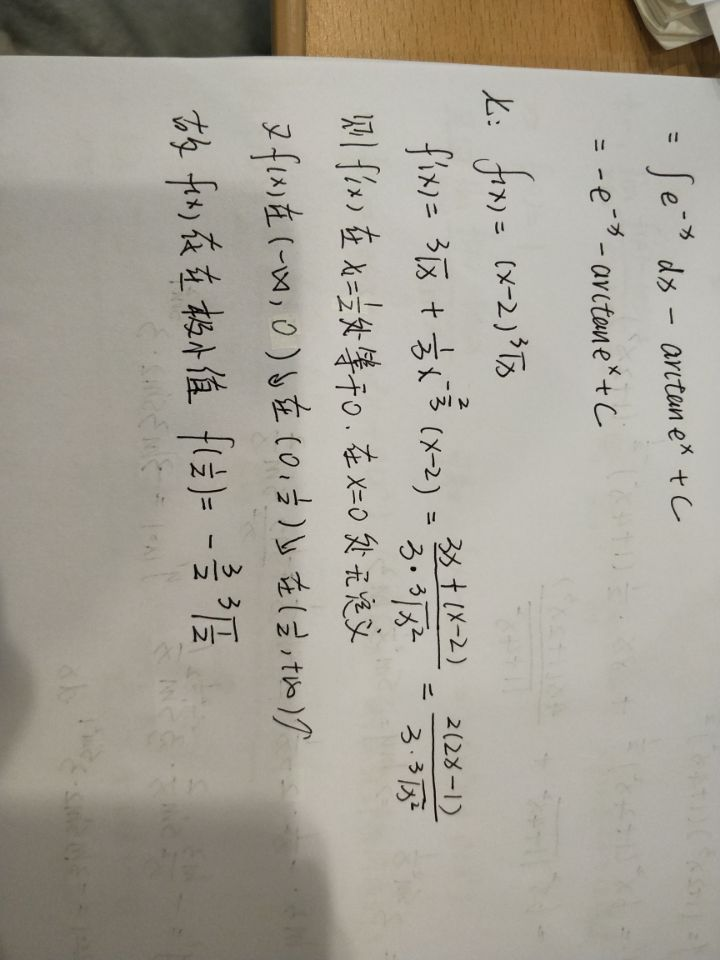 = ∫ e^{-x} dx - arctan e^x + C
= -e^{-x} - arctan e^x + C
七: f(x) = (x-2)∛x
f'(x) = ∛x + 1/3 x^{-2/3} (x-2) = (3x+(x-2))/(3·∛x²) = 2(2x-1)/(3·∛x²)
则 f'(x) 在 x=1/2 处等于0. 在 x=0 处无定义
又 f(x) 在 (-∞, 0) ↘ 在 (0, 1/2) ↘ 在 (1/2, +∞) ↗
故 f(x) 在 极小值 f(1/2) = -3/2 ∛(1/2)